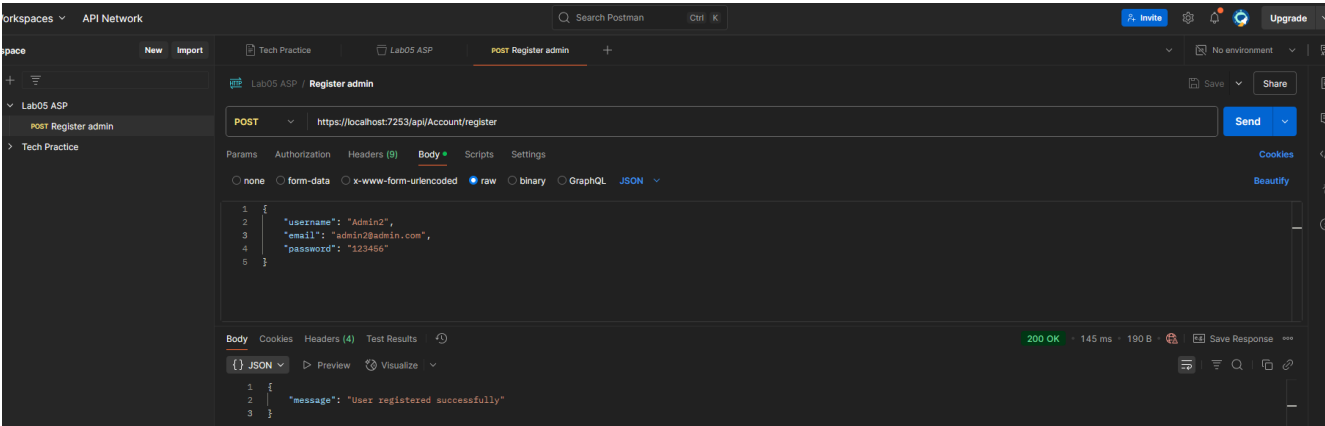 Workspaces API Network Search Postman Ctrl K Invite Upgrade
space New Import Tech Practice Lab05 ASP POST Register admin No environment
HTTP Lab05 ASP / Register admin Save Share
Lab05 ASP
POST Register admin
Tech Practice
POST https://localhost:7253/api/Account/register Send
Params Authorization Headers (9) Body Scripts Settings Cookies
none form-data x-www-form-urlencoded raw binary GraphQL JSON Beautify
1 {
2 "username": "Admin2",
3 "email": "admin2@admin.com",
4 "password": "123456"
5 }
Body Cookies Headers (4) Test Results 200 OK 145 ms 190 B Save Response
{} JSON Preview Visualize
1 {
2 "message": "User registered successfully"
3 }